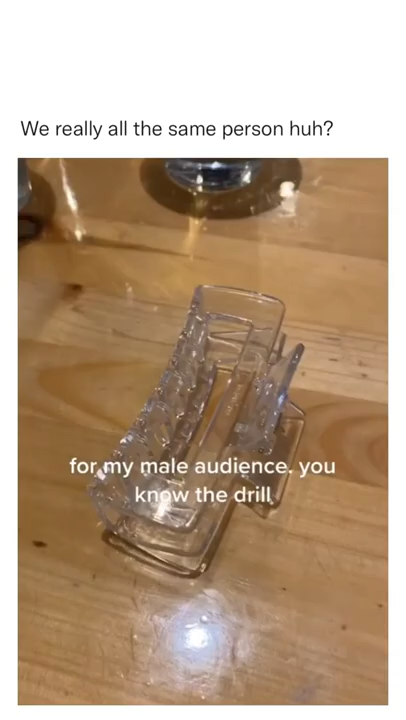 We really all the same person huh?
for my male audience. you
know the drill